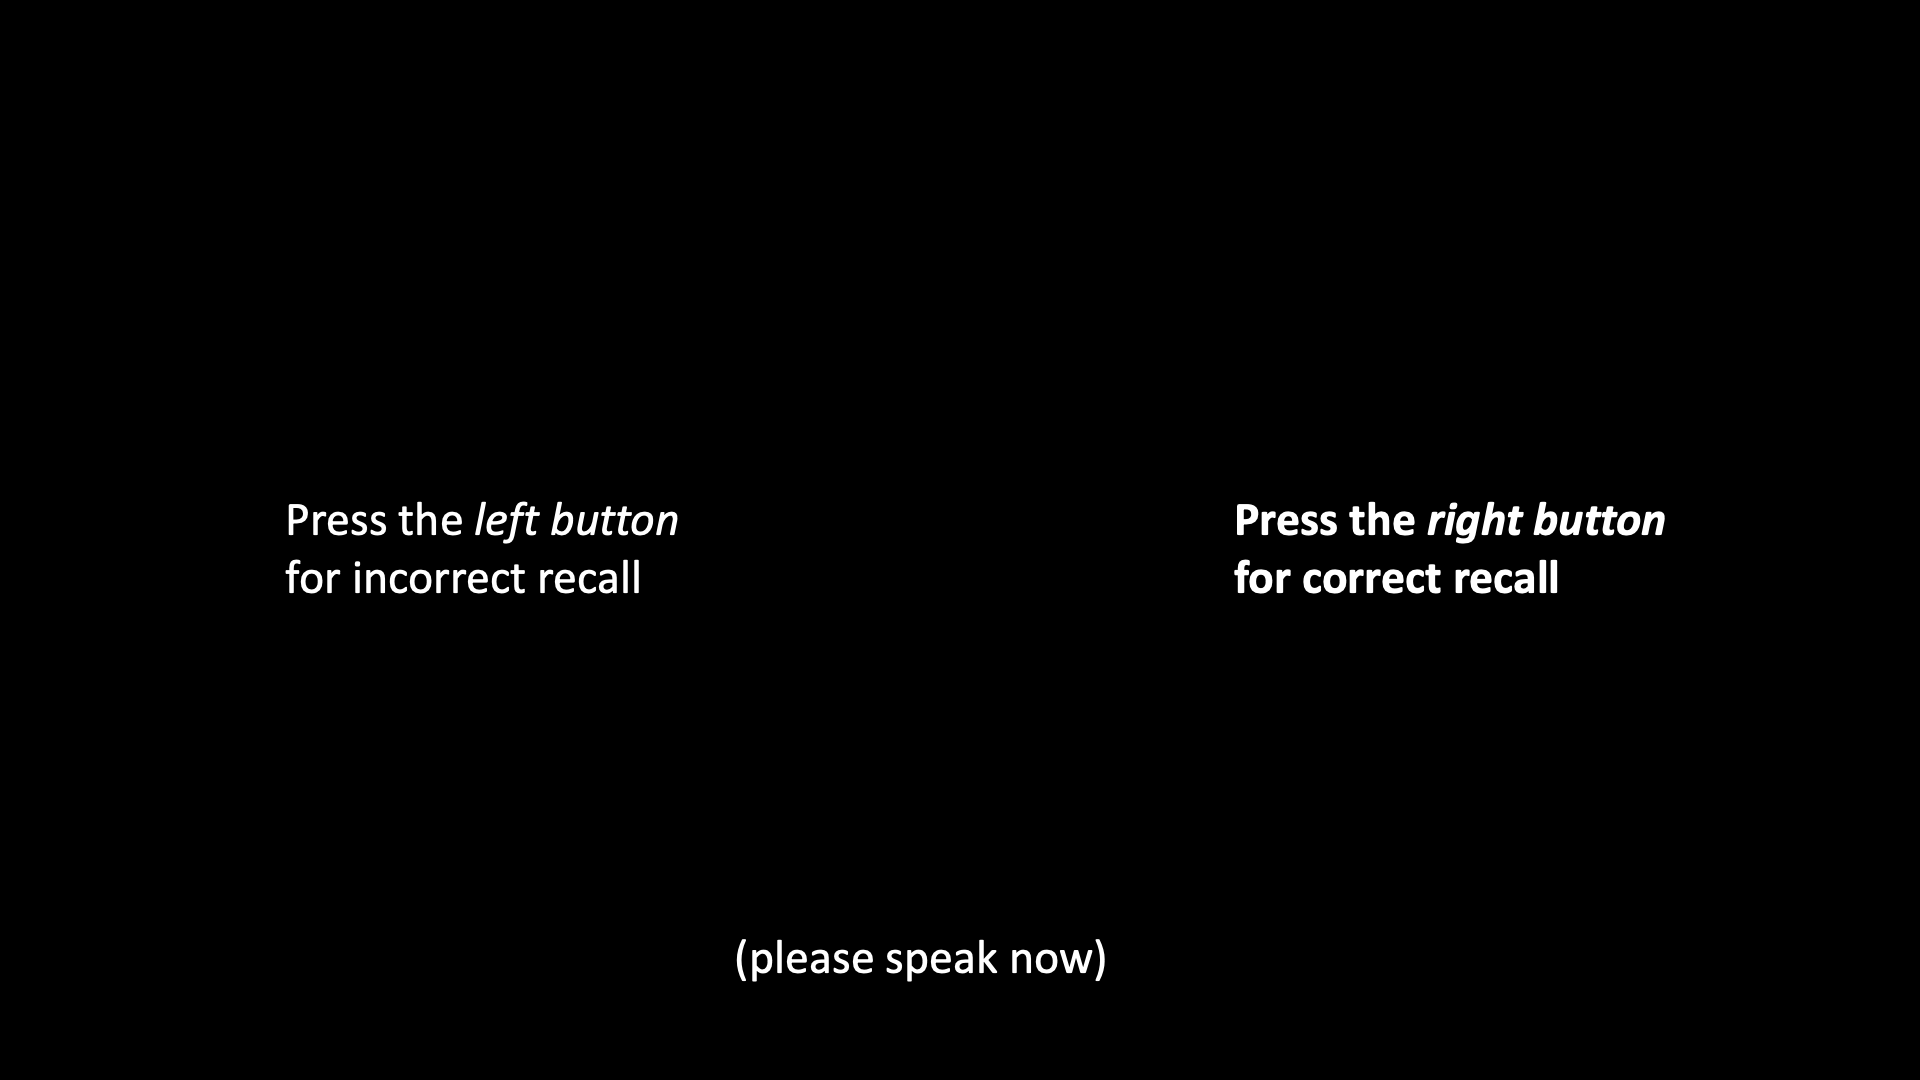 Press the left button
for incorrect recall
Press the right button
for correct recall
(please speak now)